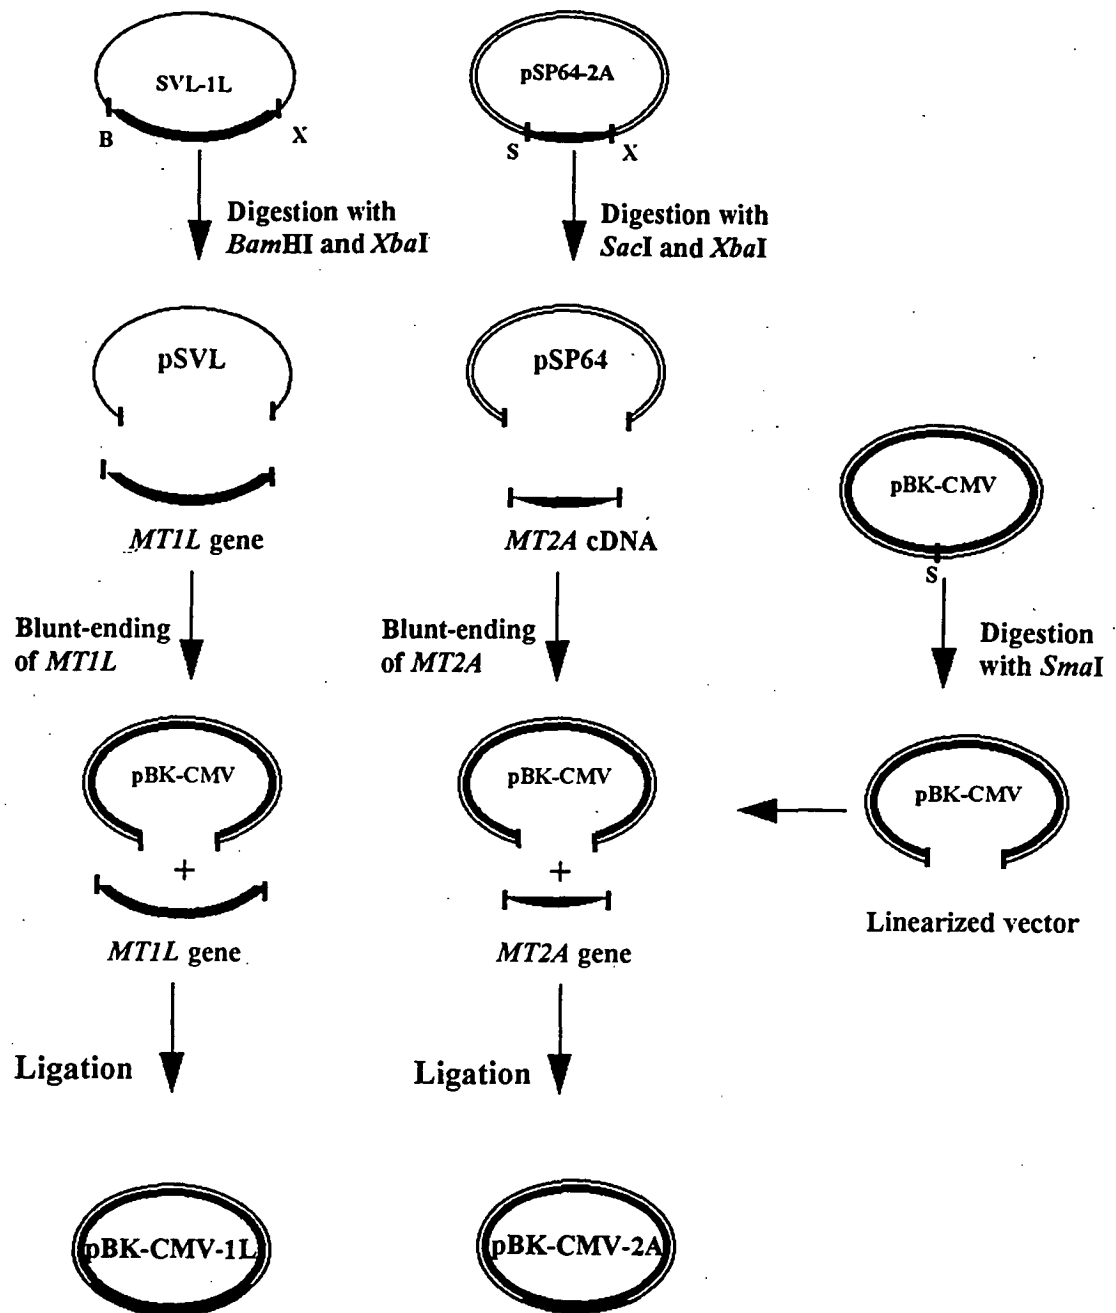 SVL-1L
B
X
Digestion with
BamHI and XbaI
pSVL
MT1L gene
Blunt-ending
of MT1L
pBK-CMV
+
MT1L gene
Ligation
pBK-CMV-1L
pSP64-2A
S
X
Digestion with
SacI and XbaI
pSP64
MT2A cDNA
Blunt-ending
of MT2A
pBK-CMV
+
MT2A gene
Ligation
pBK-CMV-2A
pBK-CMV
S
Digestion
with SmaI
pBK-CMV
Linearized vector